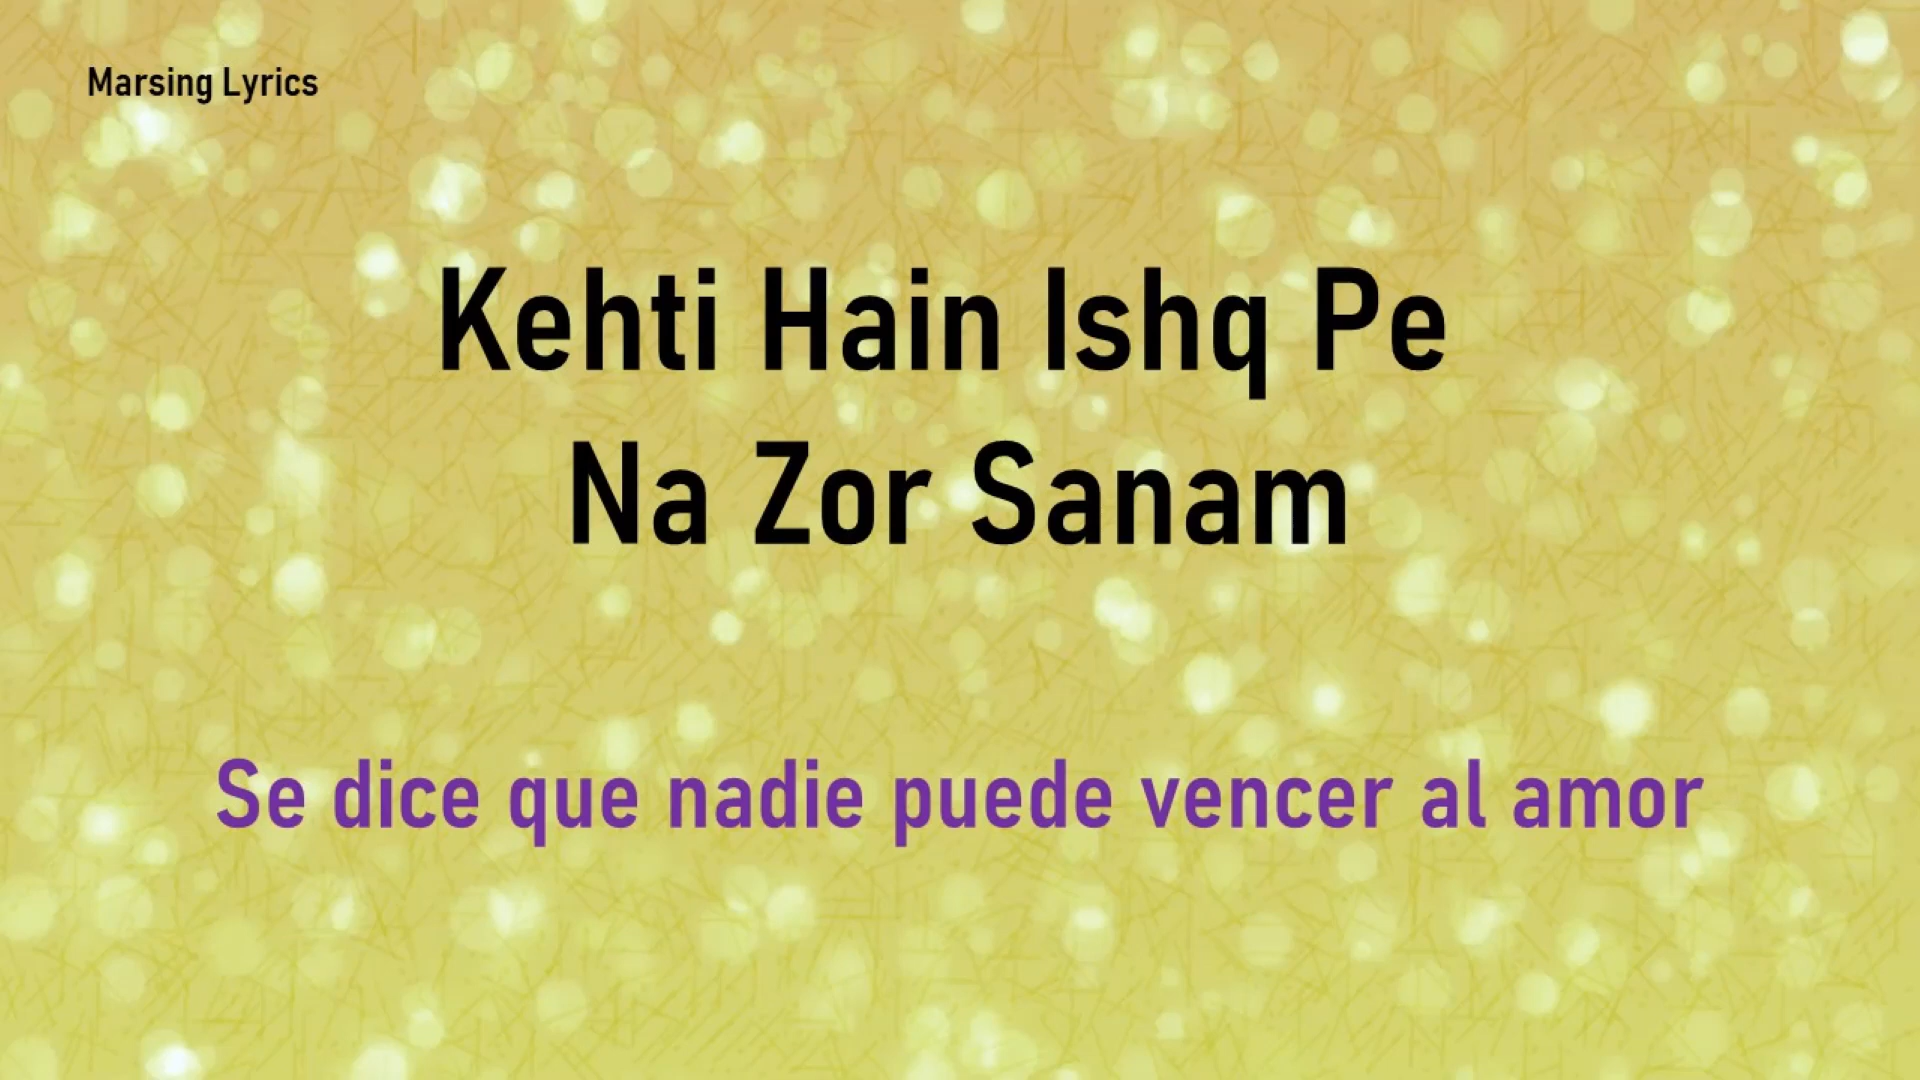 Marsing Lyrics
Kehti Hain Ishq Pe
Na Zor Sanam
Se dice que nadie puede vencer al amor